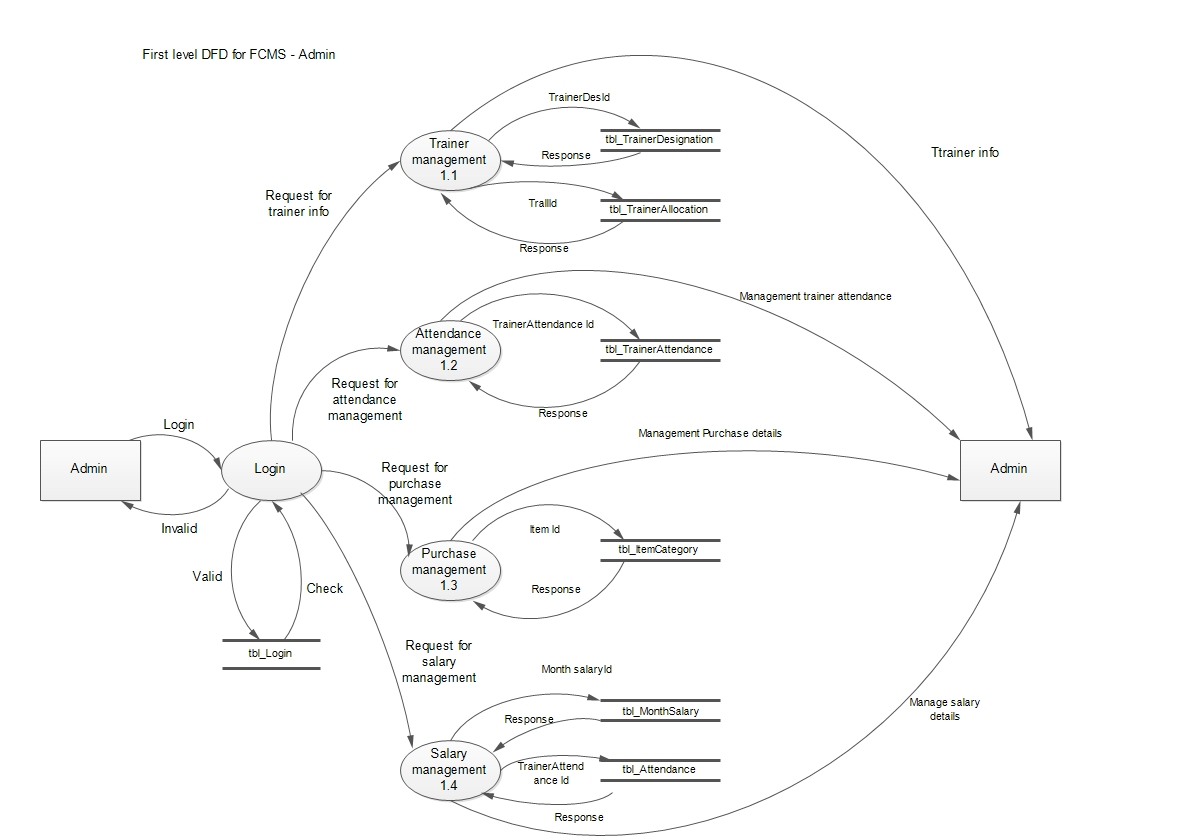 First level DFD for FCMS - Admin
TrainerDesId
Trainer
management
1.1
tbl_TrainerDesignation
Response
Ttrainer info
Request for
trainer info
TraIIId
tbl_TrainerAllocation
Response
Management trainer attendance
Attendance
management
1.2
TrainerAttendance Id
tbl_TrainerAttendance
Request for
attendance
management
Response
Login
Management Purchase details
Admin
Login
Admin
Request for
purchase
management
Invalid
Item Id
Purchase
management
1.3
tbl_ItemCategory
Response
Valid
Check
tbl_Login
Request for
salary
management
Month salaryId
Response
tbl_MonthSalary
Manage salary
details
Salary
management
1.4
TrainerAttend
ance Id
tbl_Attendance
Response